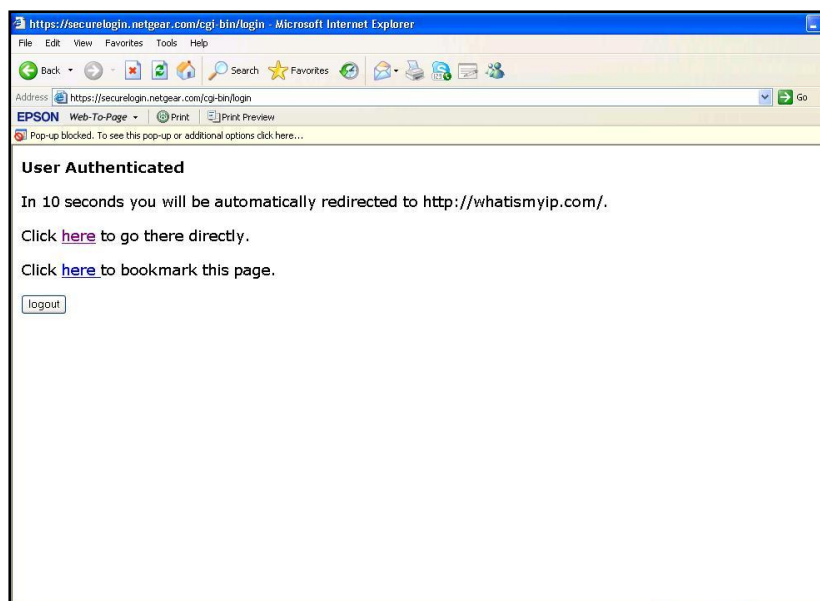 https://securelogin.netgear.com/cgi-bin/login - Microsoft Internet Explorer
File Edit View Favorites Tools Help
Back Search Favorites
Address https://securelogin.netgear.com/cgi-bin/login Go
EPSON Web-To-Page Print Print Preview
Pop-up blocked. To see this pop-up or additional options click here...
User Authenticated
In 10 seconds you will be automatically redirected to http://whatismyip.com/.
Click here to go there directly.
Click here to bookmark this page.
logout